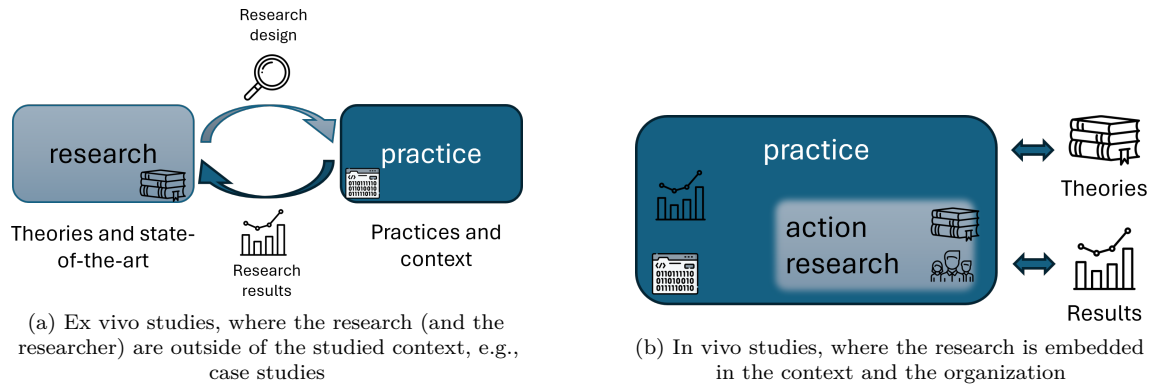 Research
design
research
practice
Theories and state-
of-the-art
Research
results
Practices and
context
(a) Ex vivo studies, where the research (and the
researcher) are outside of the studied context, e.g.,
case studies
practice
action
research
Theories
Results
(b) In vivo studies, where the research is embedded
in the context and the organization